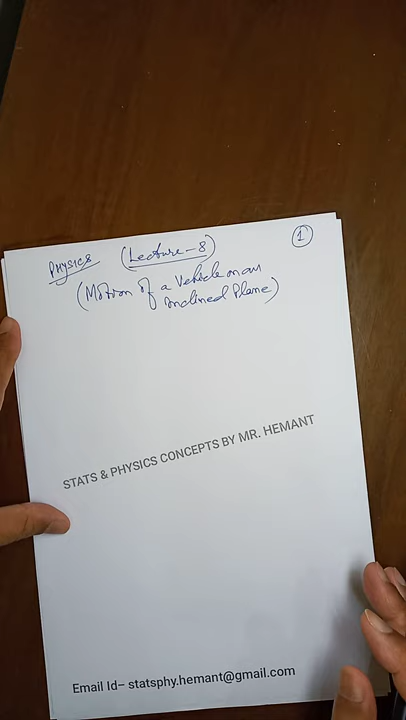 PHYSICS (Lecture-8) 1
(Motion of a Vehicle on an
Inclined Plane)
STATS & PHYSICS CONCEPTS BY MR. HEMANT
Email Id– statsphy.hemant@gmail.com